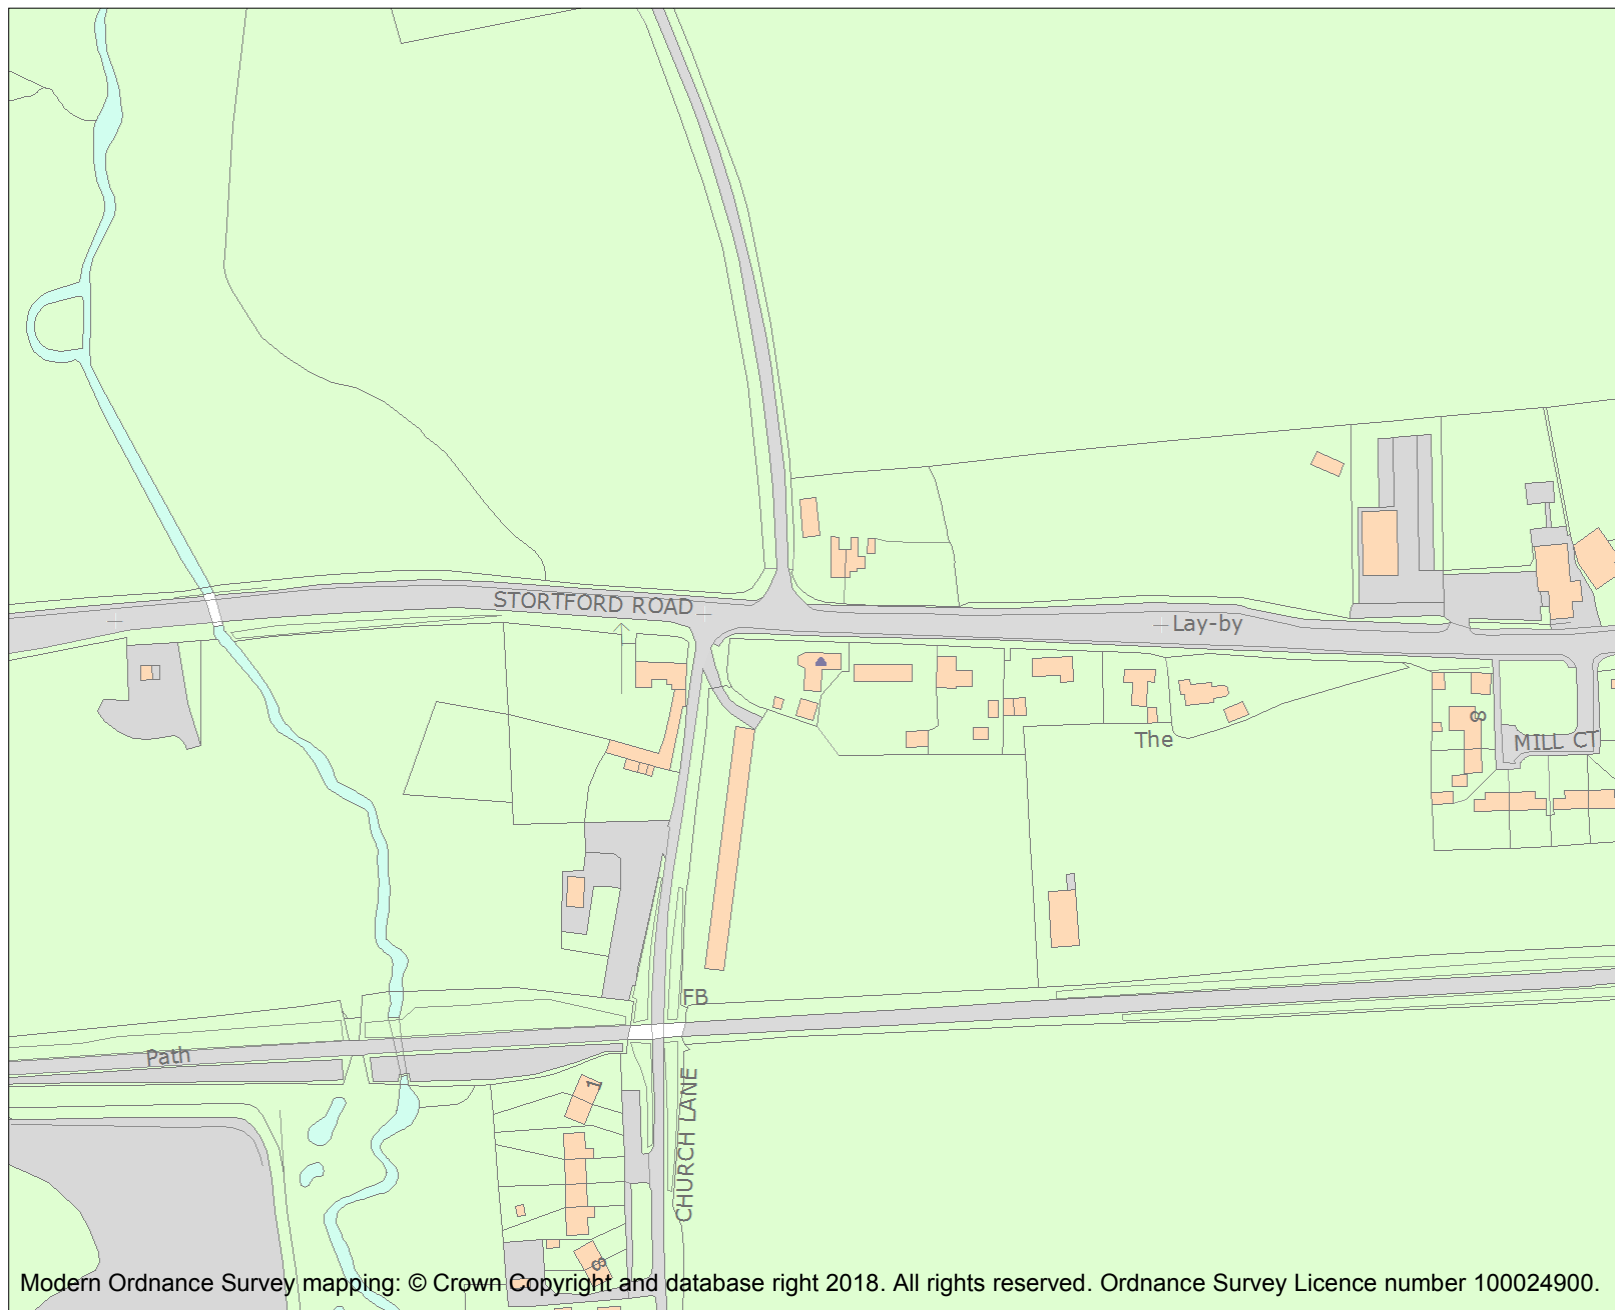 STORTFORD ROAD
Lay-by
The
8
MILL CT
FB
Path
1
CHURCH LANE
8
Modern Ordnance Survey mapping: © Crown Copyright and database right 2018. All rights reserved. Ordnance Survey Licence number 100024900.